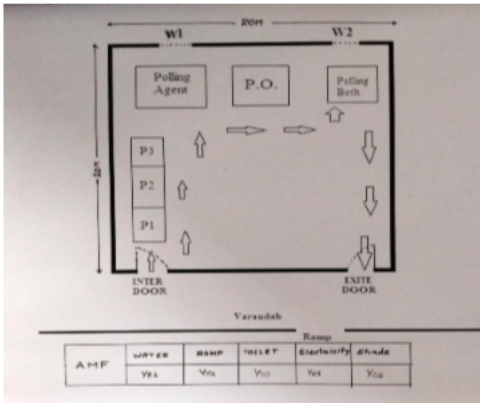 20M
W1 W2
Polling
Agent
P.O.
Polling
Both
20M
P3
P2
P1
INTER
DOOR
EXITE
DOOR
Varandah
Ramp
AMF WATER RAMP TOILET Electricity Shade
Yes Yes Yes Yes Yes